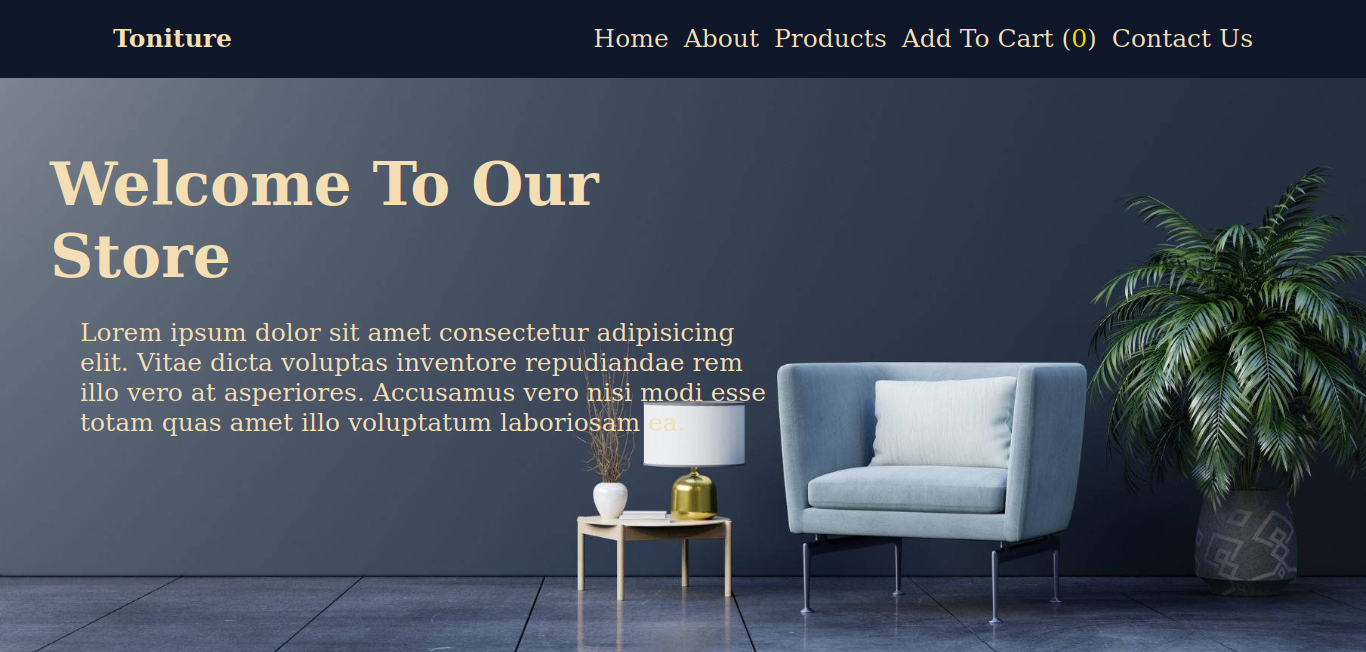 Toniture
Home About Products Add To Cart (0) Contact Us
Welcome To Our
Store
Lorem ipsum dolor sit amet consectetur adipisicing
elit. Vitae dicta voluptas inventore repudiandae rem
illo vero at asperiores. Accusamus vero nisi modi esse
totam quas amet illo voluptatum laboriosam ea.